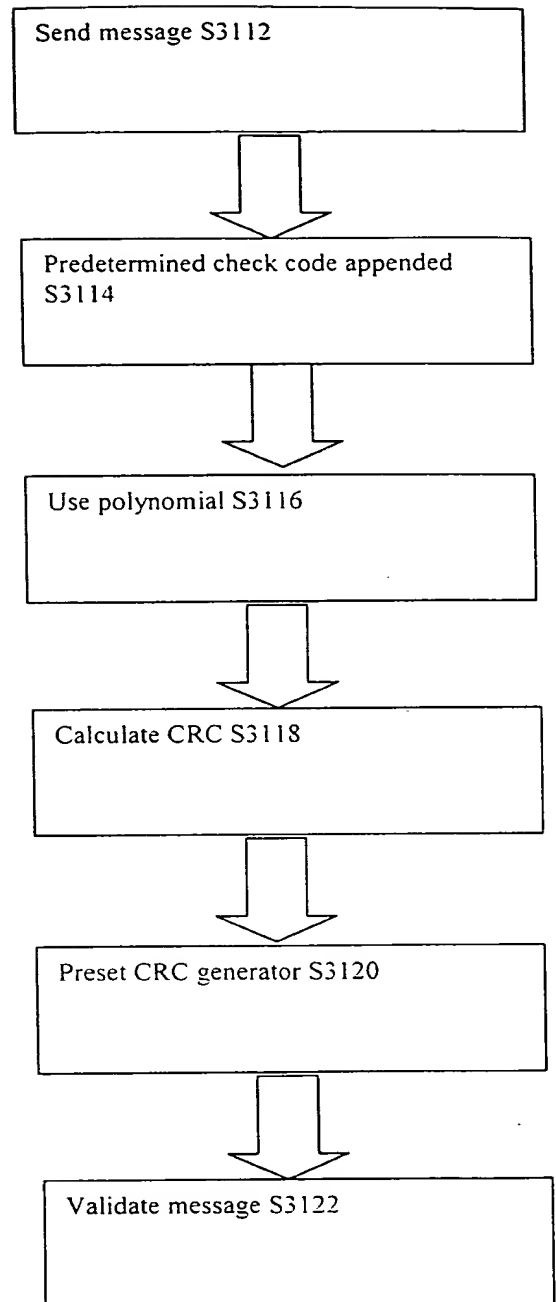 Send message S3112
Predetermined check code appended
S3114
Use polynomial S3116
Calculate CRC S3118
Preset CRC generator S3120
Validate message S3122